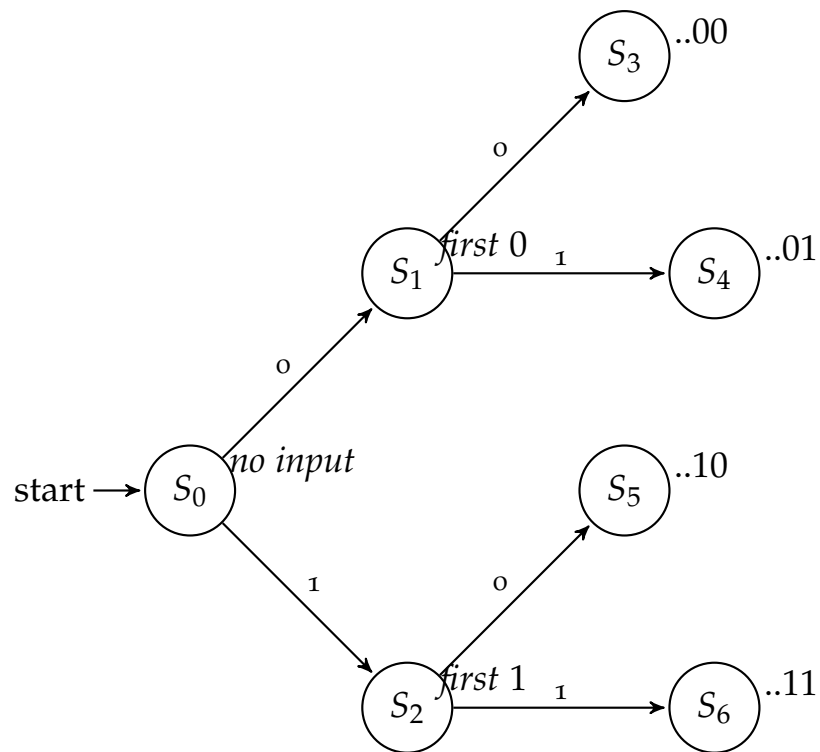 S3 ..00
0
S1 first 0 1 S4 ..01
0
start S0 no input S5 ..10
1 0
S2 first 1 1 S6 ..11